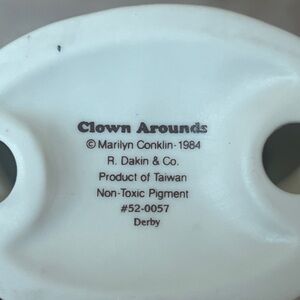 Clown Arounds
© Marilyn Conklin-1984
R. Dakin & Co.
Product of Taiwan
Non-Toxic Pigment
#52-0057
Derby